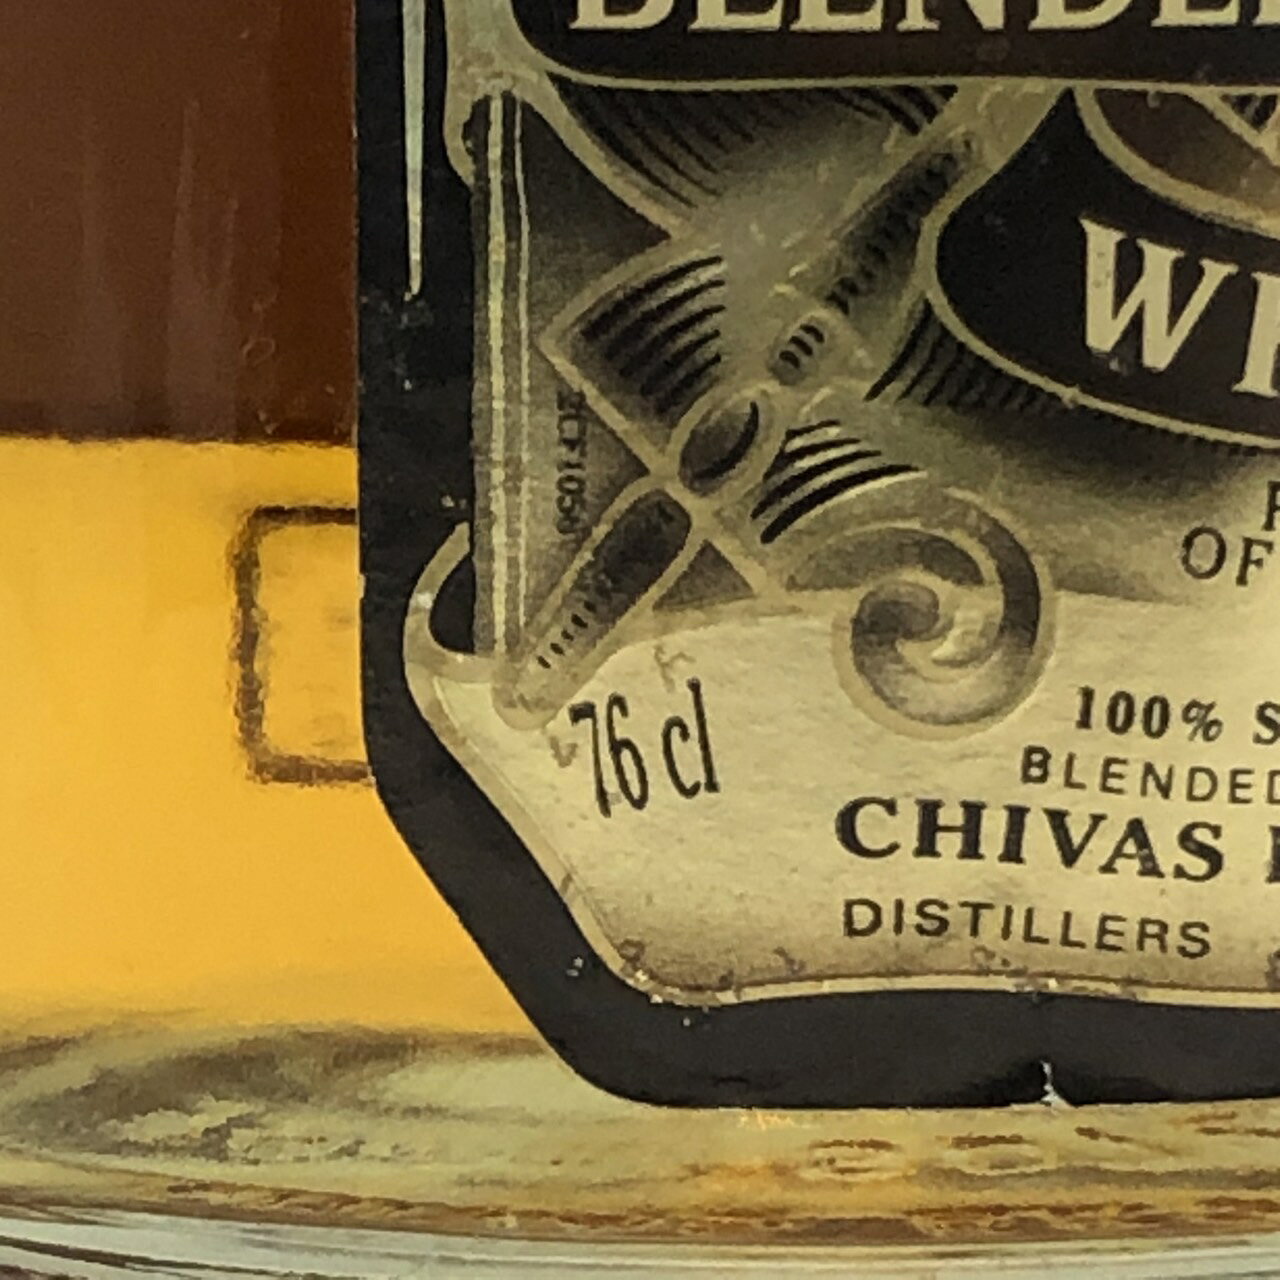 BLENDE
WH
OF
76 cl
100% S
BLENDED
CHIVAS
DISTILLERS